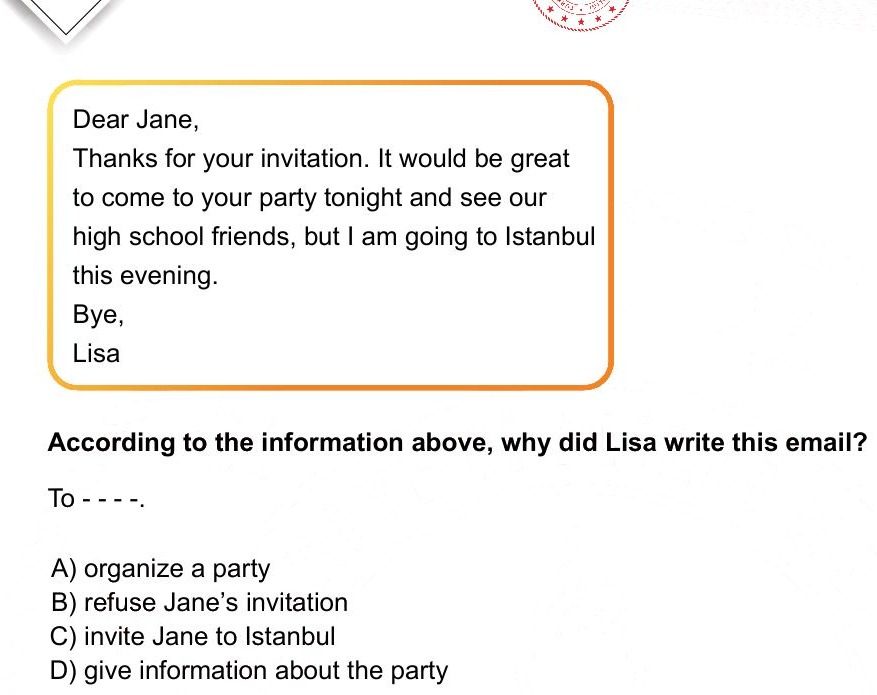 Dear Jane,
Thanks for your invitation. It would be great
to come to your party tonight and see our
high school friends, but I am going to Istanbul
this evening.
Bye,
Lisa
According to the information above, why did Lisa write this email?
To - - - -.
A) organize a party
B) refuse Jane’s invitation
C) invite Jane to Istanbul
D) give information about the party